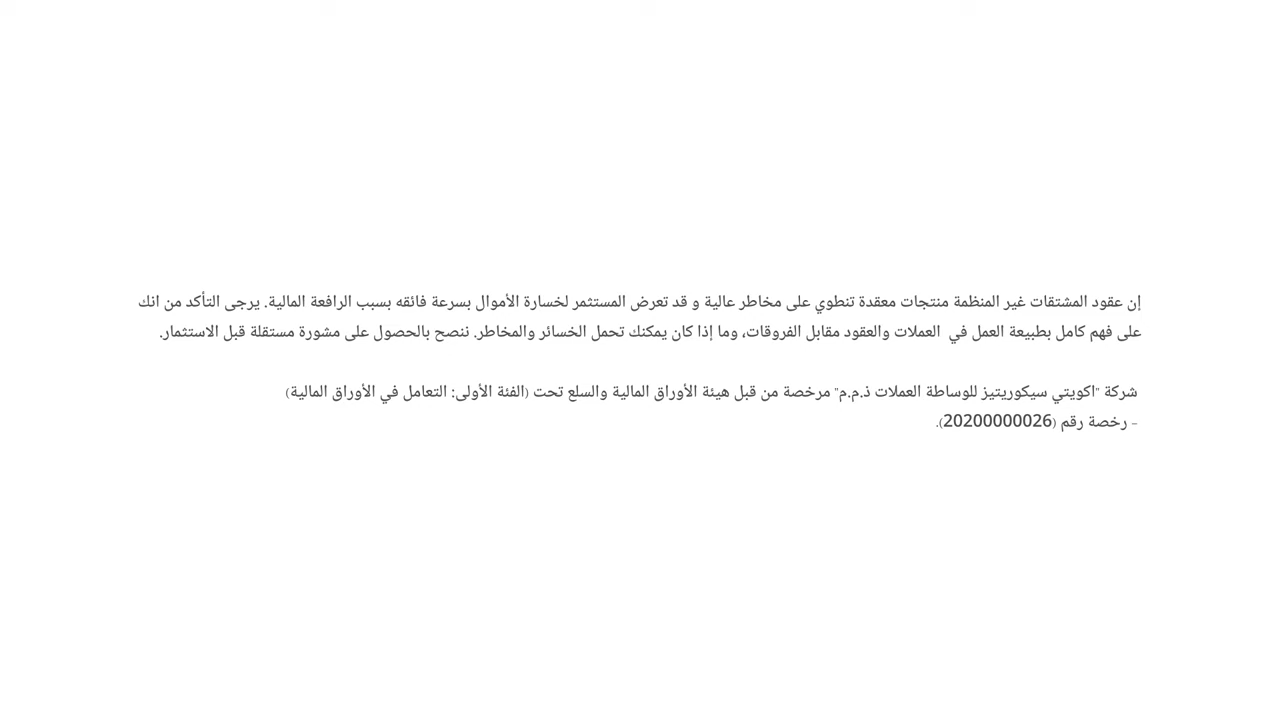 إن عقود المشتقات غير المنظمة منتجات معقدة تنطوي على مخاطر عالية و قد تعرض المستثمر لخسارة الأموال بسرعة فائقه بسبب الرافعة المالية. يرجى التأكد من انك
على فهم كامل بطبيعة العمل في العملات والعقود مقابل الفروقات، وما إذا كان يمكنك تحمل الخسائر والمخاطر. ننصح بالحصول على مشورة مستقلة قبل الاستثمار.
شركة "اكويتي سيكوريتيز للوساطة العملات ذ.م.م" مرخصة من قبل هيئة الأوراق المالية والسلع تحت (الفئة الأولى: التعامل في الأوراق المالية)
– رخصة رقم (20200000026).